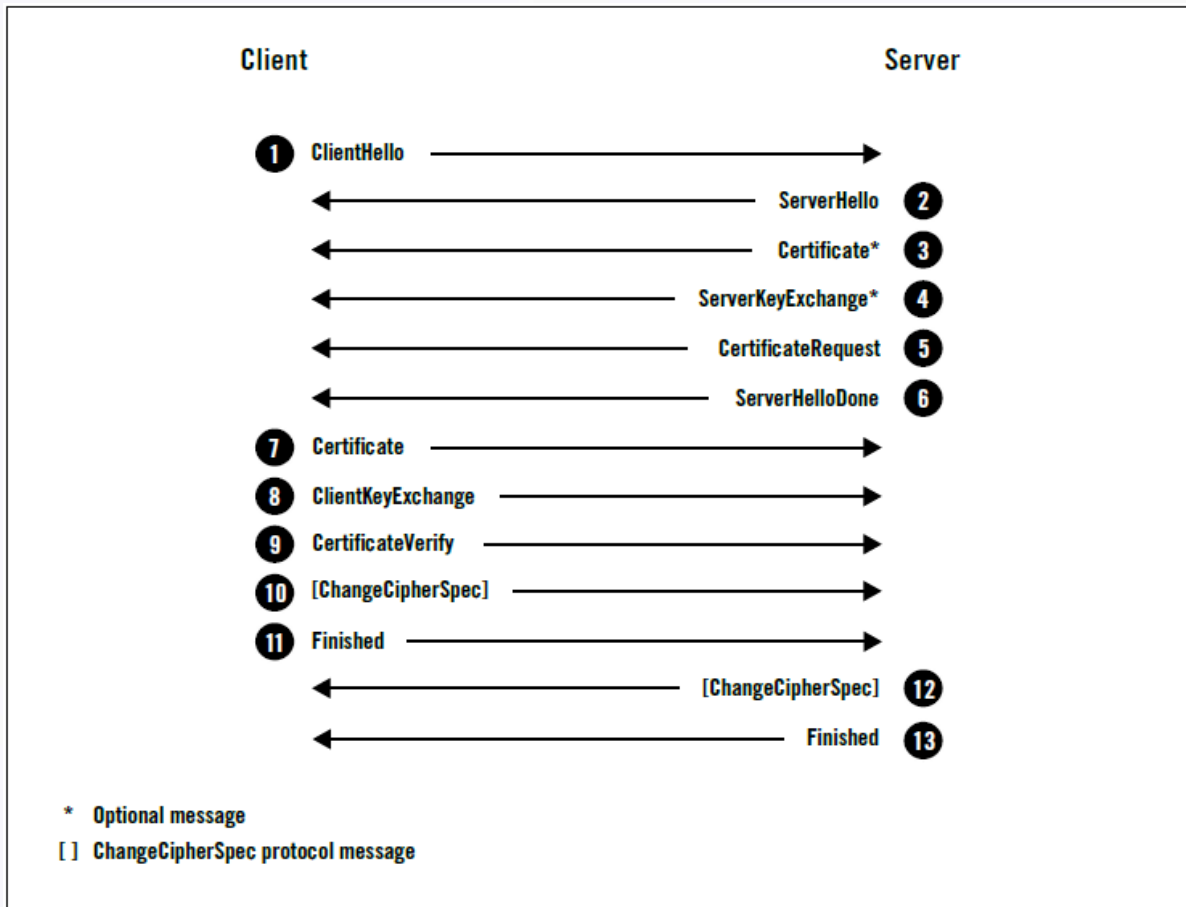 Client Server
1 ClientHello
ServerHello 2
Certificate* 3
ServerKeyExchange* 4
CertificateRequest 5
ServerHelloDone 6
7 Certificate
8 ClientKeyExchange
9 CertificateVerify
10 [ChangeCipherSpec]
11 Finished
[ChangeCipherSpec] 12
Finished 13
* Optional message
[ ] ChangeCipherSpec protocol message